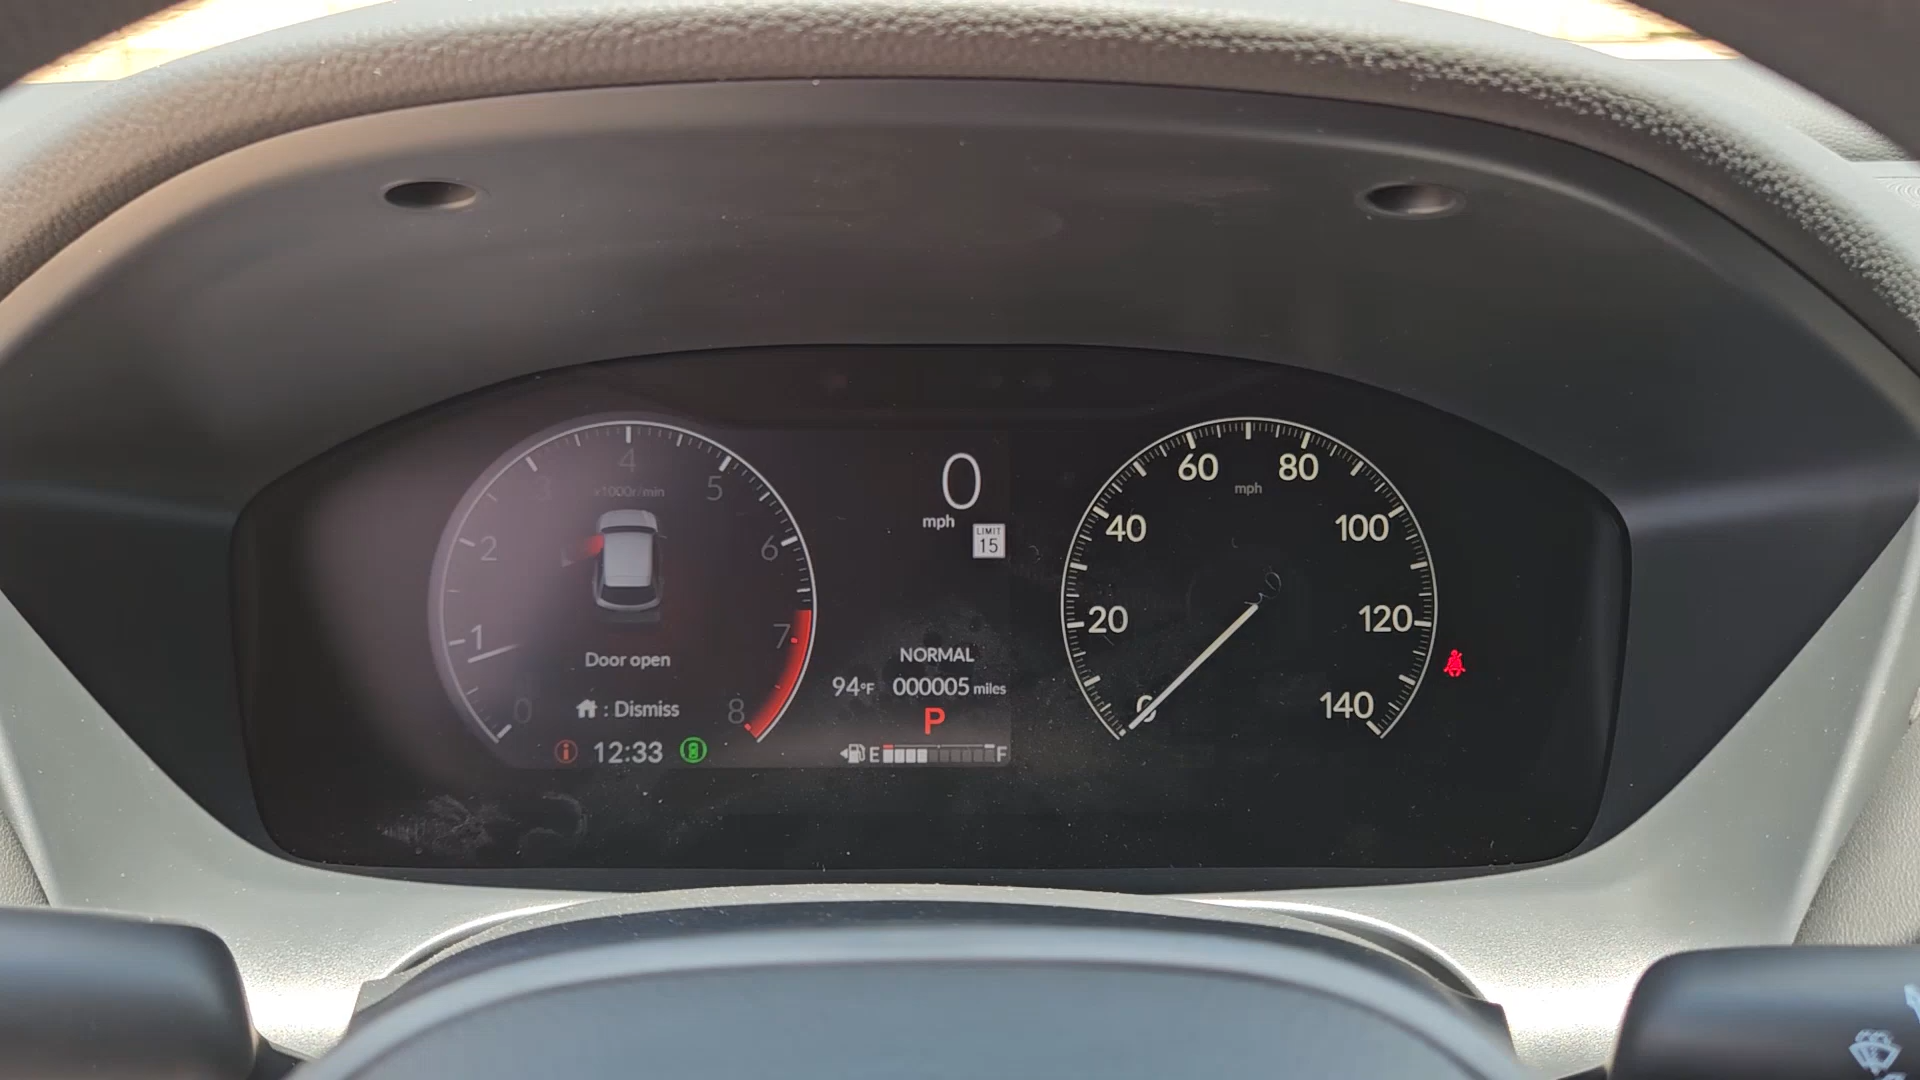 4
x1000r/min
5
2
6
1
7
0
8
Door open
: Dismiss
12:33
0
mph
LIMIT
15
NORMAL
94°F 000005 miles
P
E F
60 80
mph
40 100
20 120
0 140